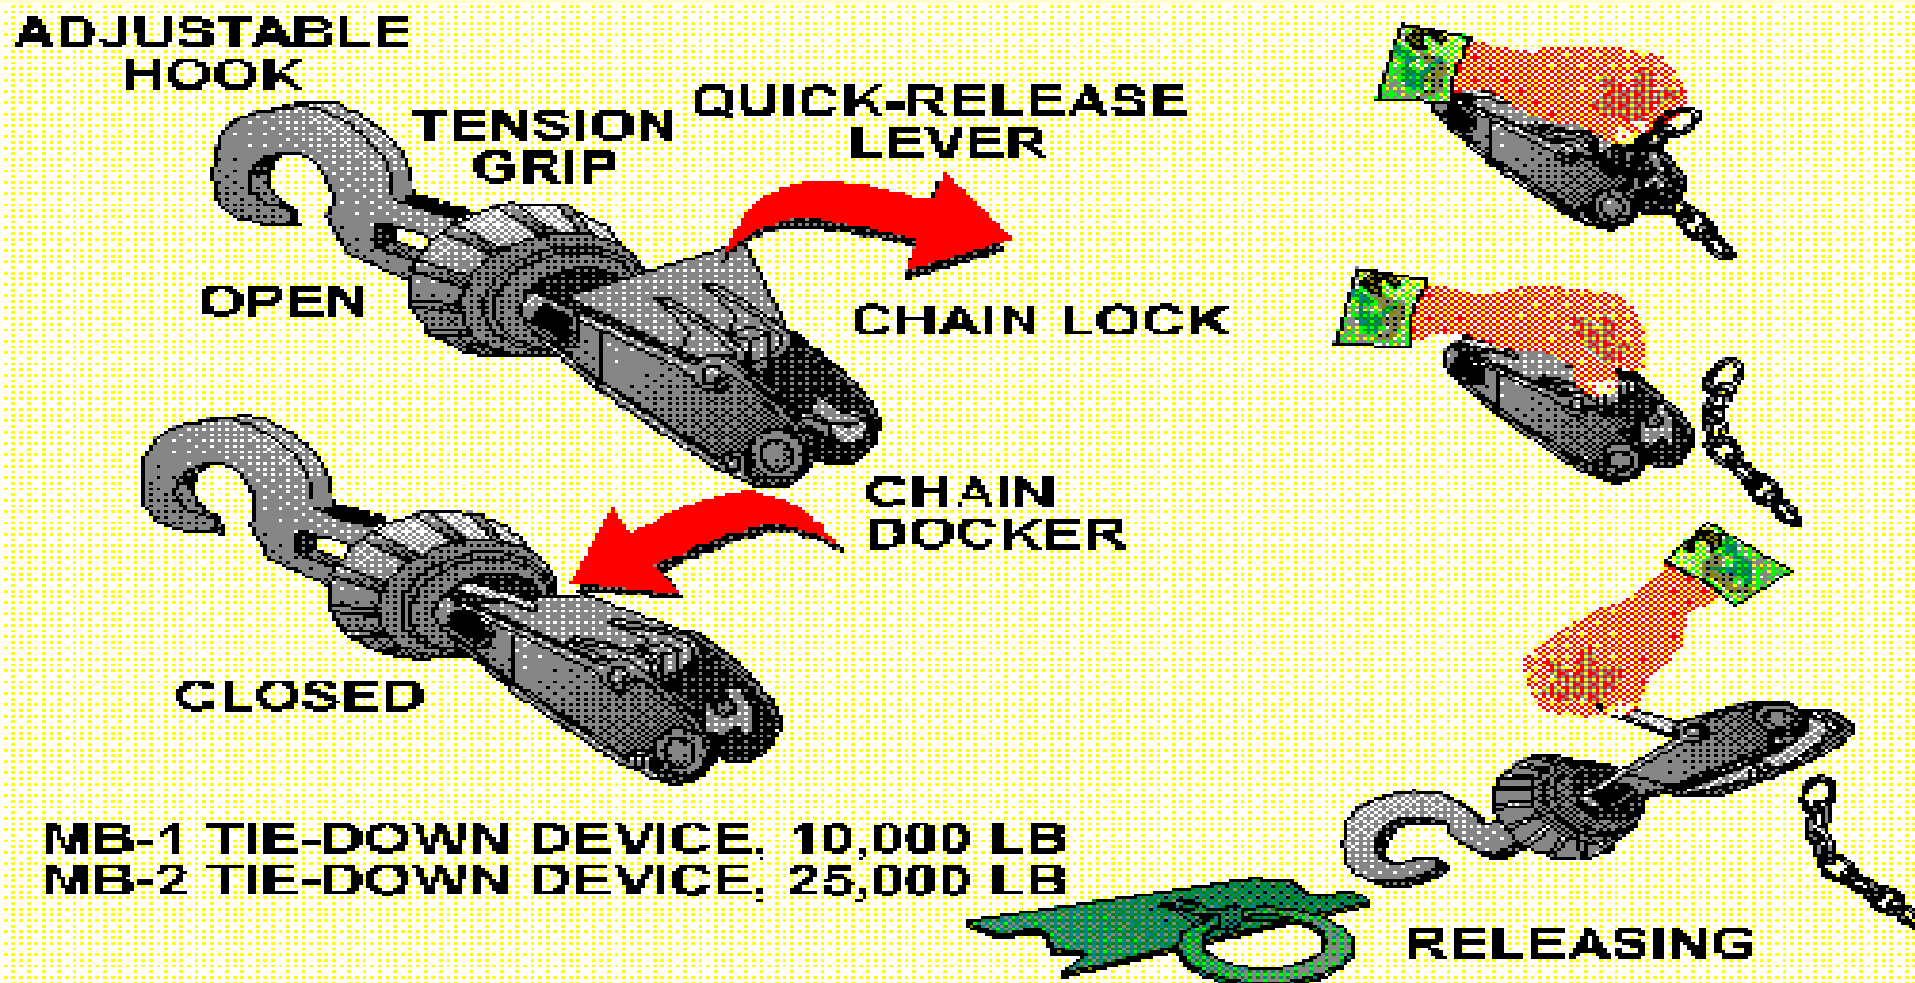 ADJUSTABLE
HOOK
TENSION
GRIP
QUICK-RELEASE
LEVER
OPEN
CHAIN LOCK
CHAIN
DOCKER
CLOSED
MB-1 TIE-DOWN DEVICE, 10,000 LB
MB-2 TIE-DOWN DEVICE, 25,000 LB
RELEASING